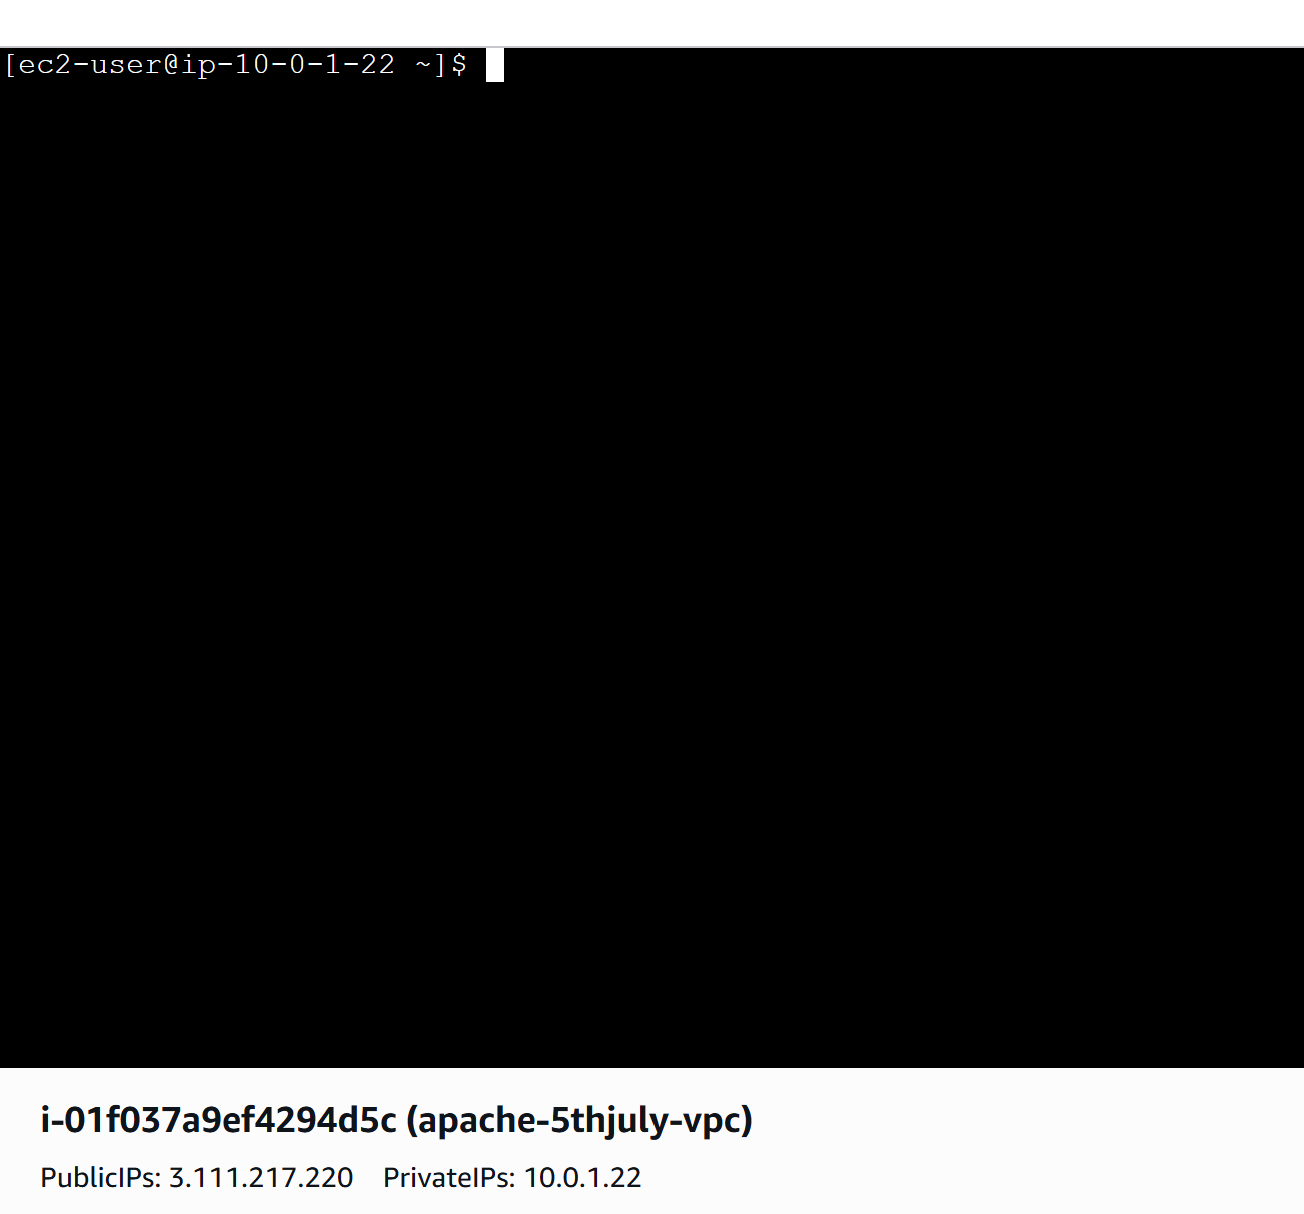 [ec2-user@ip-10-0-1-22 ~]$
i-01f037a9ef4294d5c (apache-5thjuly-vpc)
PublicIPs: 3.111.217.220 PrivateIPs: 10.0.1.22